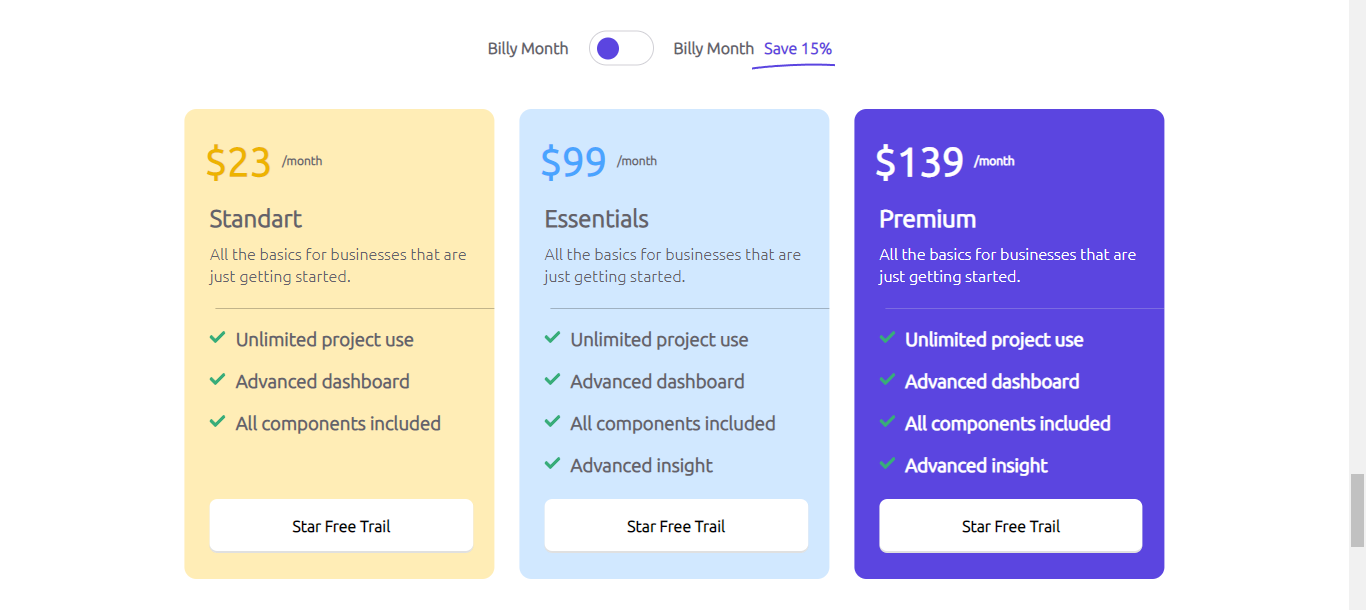 Billy Month
Billy Month Save 15%
$23 /month
Standart
All the basics for businesses that are
just getting started.
Unlimited project use
Advanced dashboard
All components included
Star Free Trail
$99 /month
Essentials
All the basics for businesses that are
just getting started.
Unlimited project use
Advanced dashboard
All components included
Advanced insight
Star Free Trail
$139 /month
Premium
All the basics for businesses that are
just getting started.
Unlimited project use
Advanced dashboard
All components included
Advanced insight
Star Free Trail